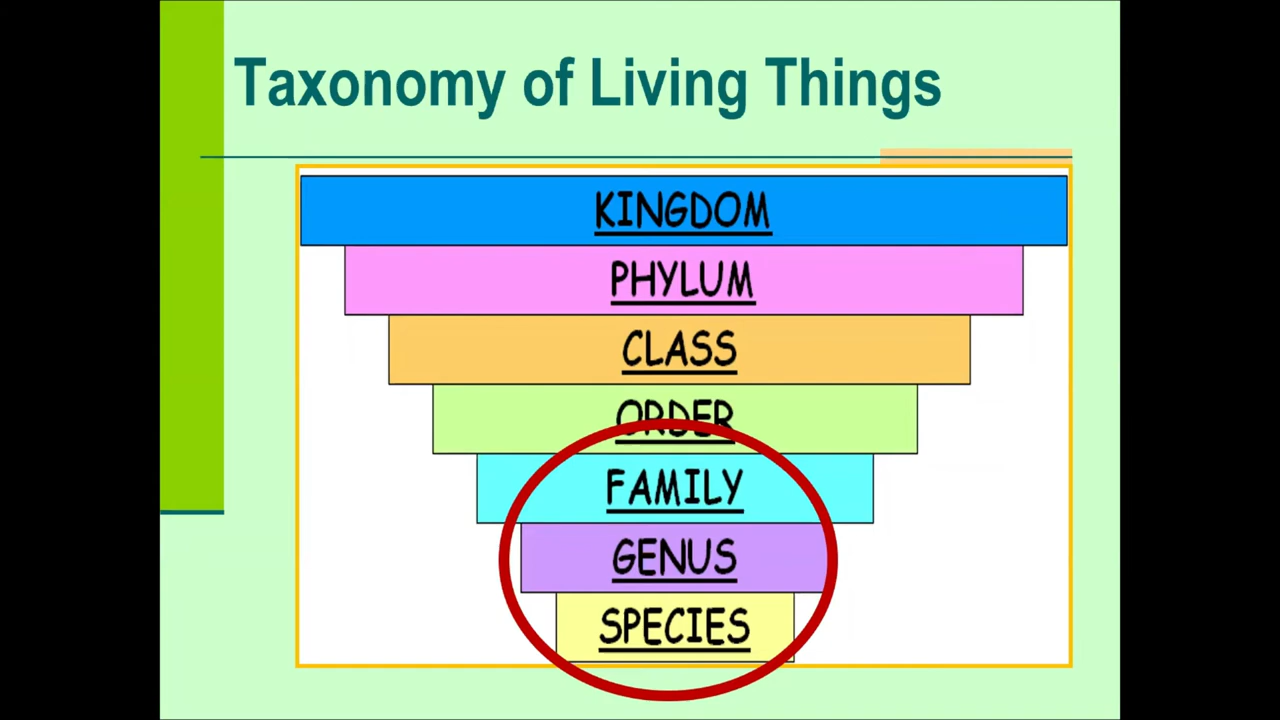 Taxonomy of Living Things
KINGDOM
PHYLUM
CLASS
ORDER
FAMILY
GENUS
SPECIES